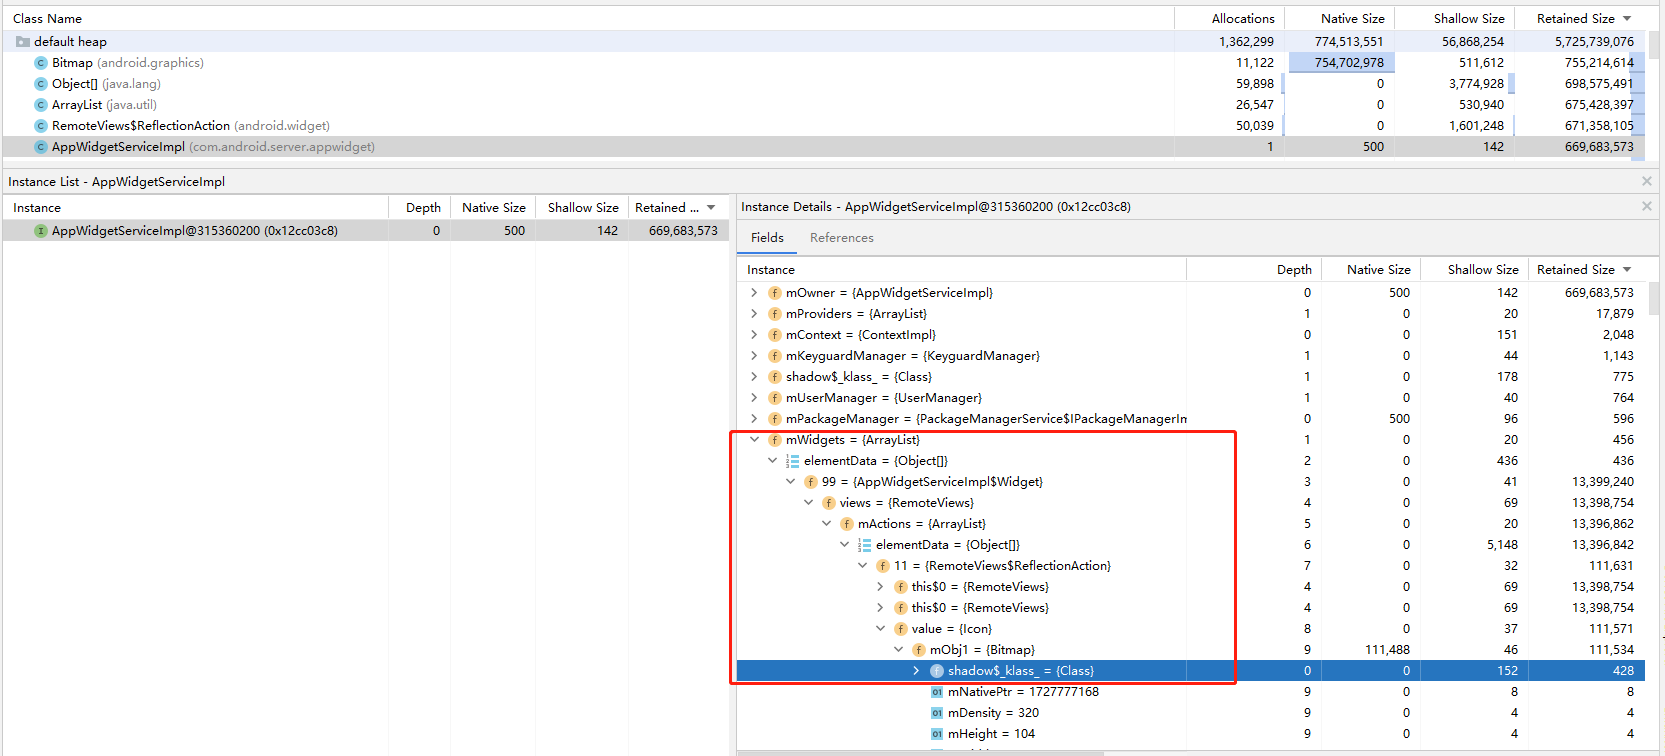 Class Name Allocations Native Size Shallow Size Retained Size
default heap 1,362,299 774,513,551 56,868,254 5,725,739,076
Bitmap (android.graphics) 11,122 754,702,978 511,612 755,214,614
Object[] (java.lang) 59,898 0 3,774,928 698,575,491
ArrayList (java.util) 26,547 0 530,940 675,428,397
RemoteViews$ReflectionAction (android.widget) 50,039 0 1,601,248 671,358,105
AppWidgetServiceImpl (com.android.server.appwidget) 1 500 142 669,683,573
Instance List - AppWidgetServiceImpl
Instance Depth Native Size Shallow Size Retained ...
AppWidgetServiceImpl@315360200 (0x12cc03c8) 0 500 142 669,683,573
Instance Details - AppWidgetServiceImpl@315360200 (0x12cc03c8)
Fields References
Instance Depth Native Size Shallow Size Retained Size
mOwner = {AppWidgetServiceImpl} 0 500 142 669,683,573
mProviders = {ArrayList} 1 0 20 17,879
mContext = {ContextImpl} 0 0 151 2,048
mKeyguardManager = {KeyguardManager} 1 0 44 1,143
shadow$_klass_ = {Class} 1 0 178 775
mUserManager = {UserManager} 1 0 40 764
mPackageManager = {PackageManagerService$IPackageManagerIm 0 500 96 596
mWidgets = {ArrayList} 1 0 20 456
elementData = {Object[]} 2 0 436 436
99 = {AppWidgetServiceImpl$Widget} 3 0 41 13,399,240
views = {RemoteViews} 4 0 69 13,398,754
mActions = {ArrayList} 5 0 20 13,396,862
elementData = {Object[]} 6 0 5,148 13,396,842
11 = {RemoteViews$ReflectionAction} 7 0 32 111,631
this$0 = {RemoteViews} 4 0 69 13,398,754
this$0 = {RemoteViews} 4 0 69 13,398,754
value = {Icon} 8 0 37 111,571
mObj1 = {Bitmap} 9 111,488 46 111,534
shadow$_klass_ = {Class} 0 0 152 428
mNativePtr = 1727777168 9 0 8 8
mDensity = 320 9 0 4 4
mHeight = 104 9 0 4 4